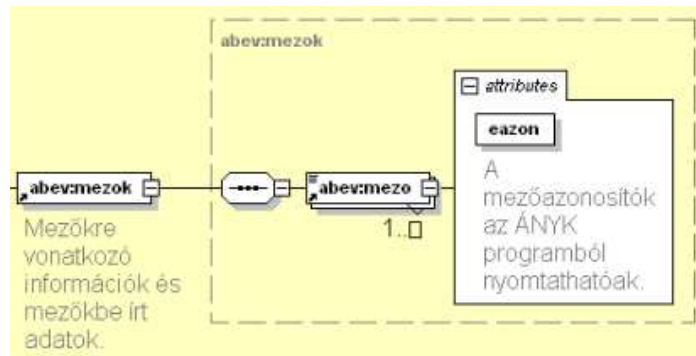 abev:mezok
attributes
eazon
A
mezőazonosítók
az ÁNYK
programból
nyomtathatóak.
abev:mezok
abev:mezo
1..
Mezőkre
vonatkozó
információk és
mezőkbe írt
adatok.